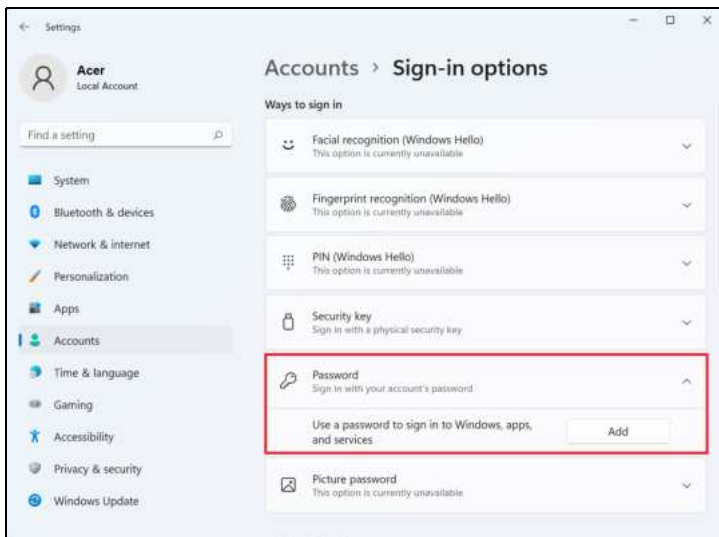 Settings
Acer
Local Account
Find a setting
System
Bluetooth & devices
Network & internet
Personalization
Apps
Accounts
Time & language
Gaming
Accessibility
Privacy & security
Windows Update
Accounts > Sign-in options
Ways to sign in
Facial recognition (Windows Hello)
This option is currently unavailable
Fingerprint recognition (Windows Hello)
This option is currently unavailable
PIN (Windows Hello)
This option is currently unavailable
Security key
Sign in with a physical security key
Password
Sign in with your account's password
Use a password to sign in to Windows, apps,
and services
Add
Picture password
This option is currently unavailable